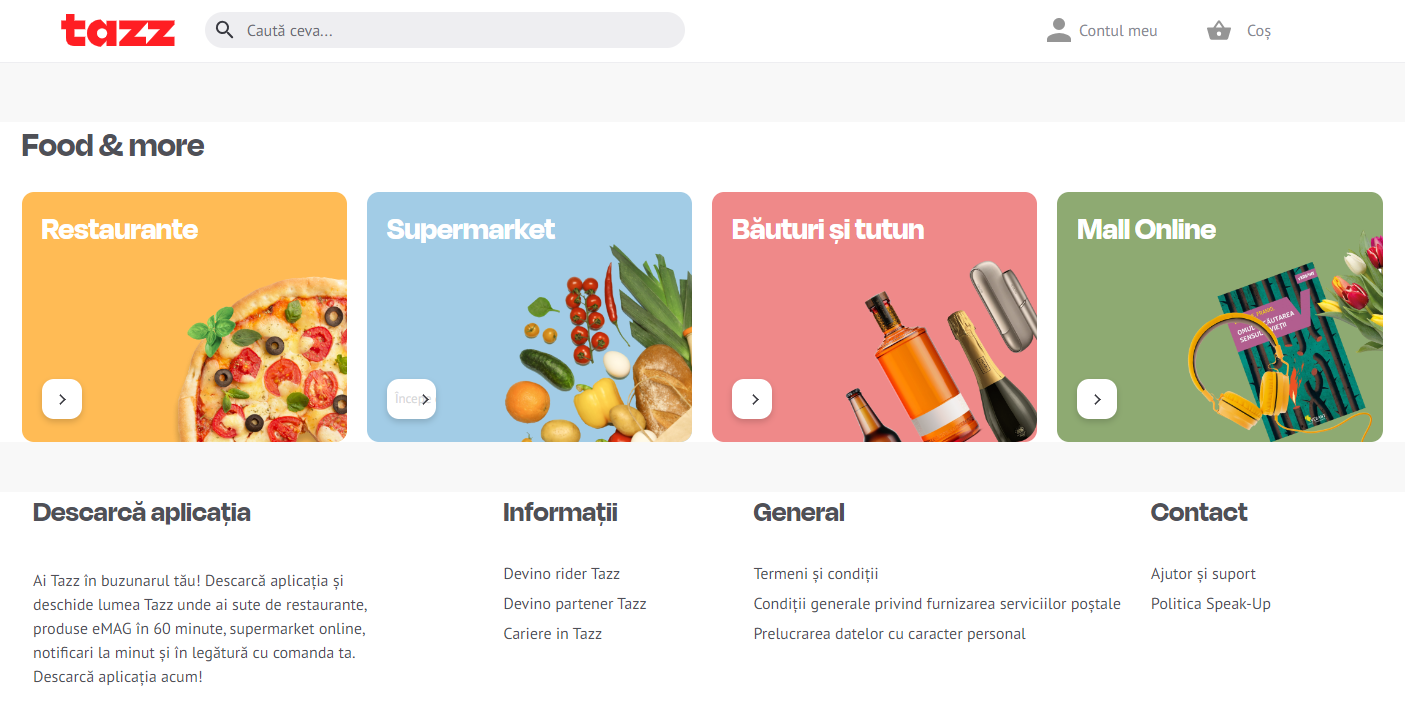 tazz
Caută ceva...
Contul meu
Coș
Food & more
Restaurante
Supermarket
Băuturi și tutun
Mall Online
OMUL ÎN CĂUTAREA
SENSULUI VIEȚII
Începe
Descarcă aplicația
Informații
General
Contact
Ai Tazz în buzunarul tău! Descarcă aplicația și
deschide lumea Tazz unde ai sute de restaurante,
produse eMAG în 60 minute, supermarket online,
notificari la minut și în legătură cu comanda ta.
Descarcă aplicația acum!
Devino rider Tazz
Devino partener Tazz
Cariere in Tazz
Termeni și condiții
Condiții generale privind furnizarea serviciilor poștale
Prelucrarea datelor cu caracter personal
Ajutor și suport
Politica Speak-Up